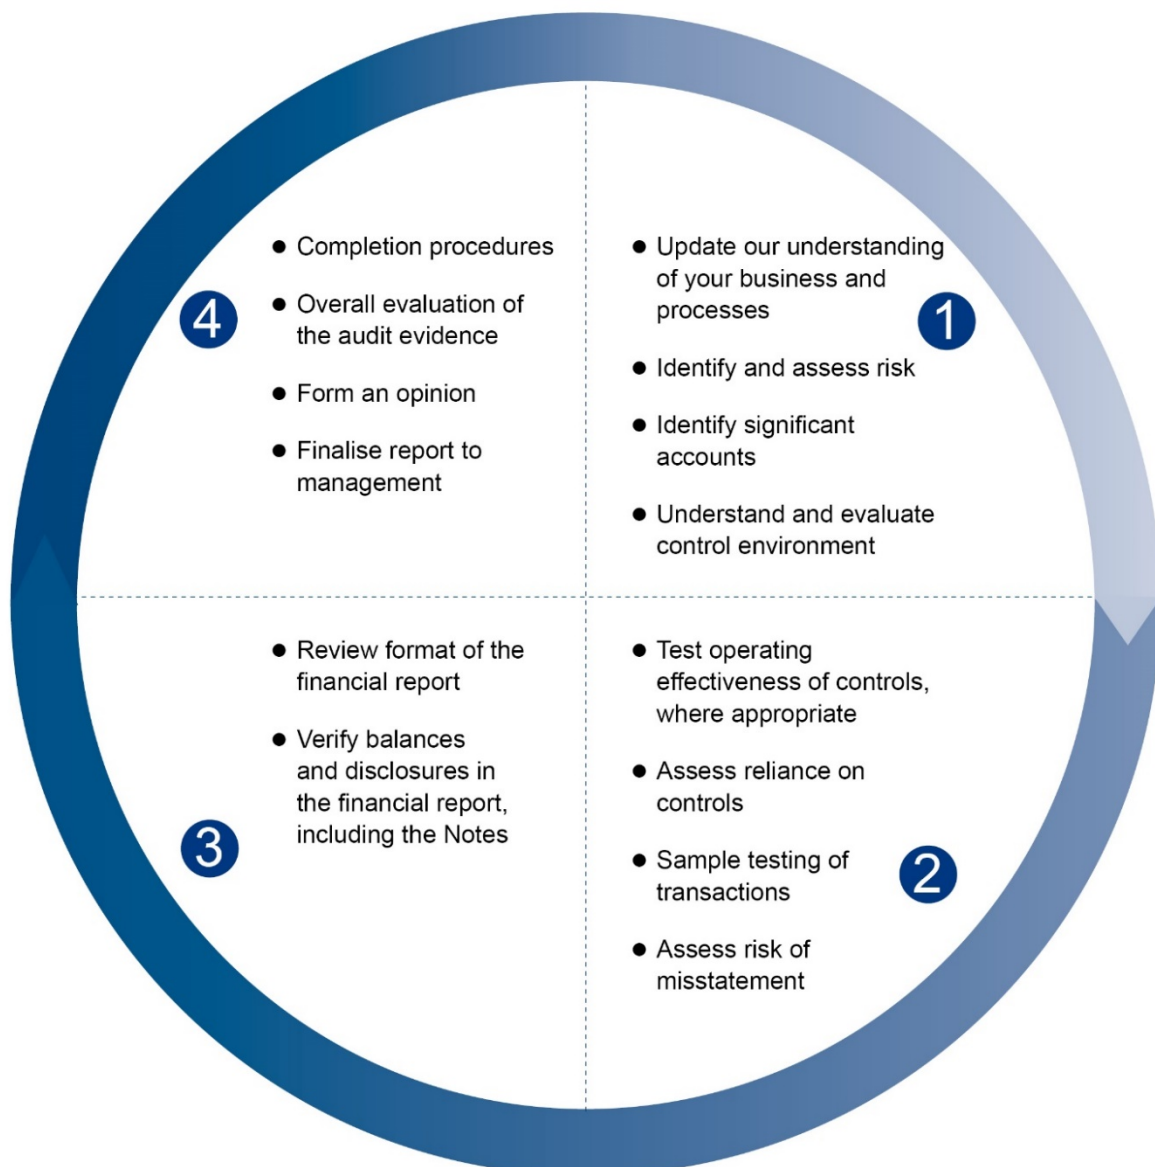 ● Update our understanding
of your business and
processes
● Identify and assess risk
● Identify significant
accounts
● Understand and evaluate
control environment
1
● Test operating
effectiveness of controls,
where appropriate
● Assess reliance on
controls
● Sample testing of
transactions
● Assess risk of
misstatement
2
● Review format of the
financial report
● Verify balances
and disclosures in
the financial report,
including the Notes
3
● Completion procedures
● Overall evaluation of
the audit evidence
● Form an opinion
● Finalise report to
management
4